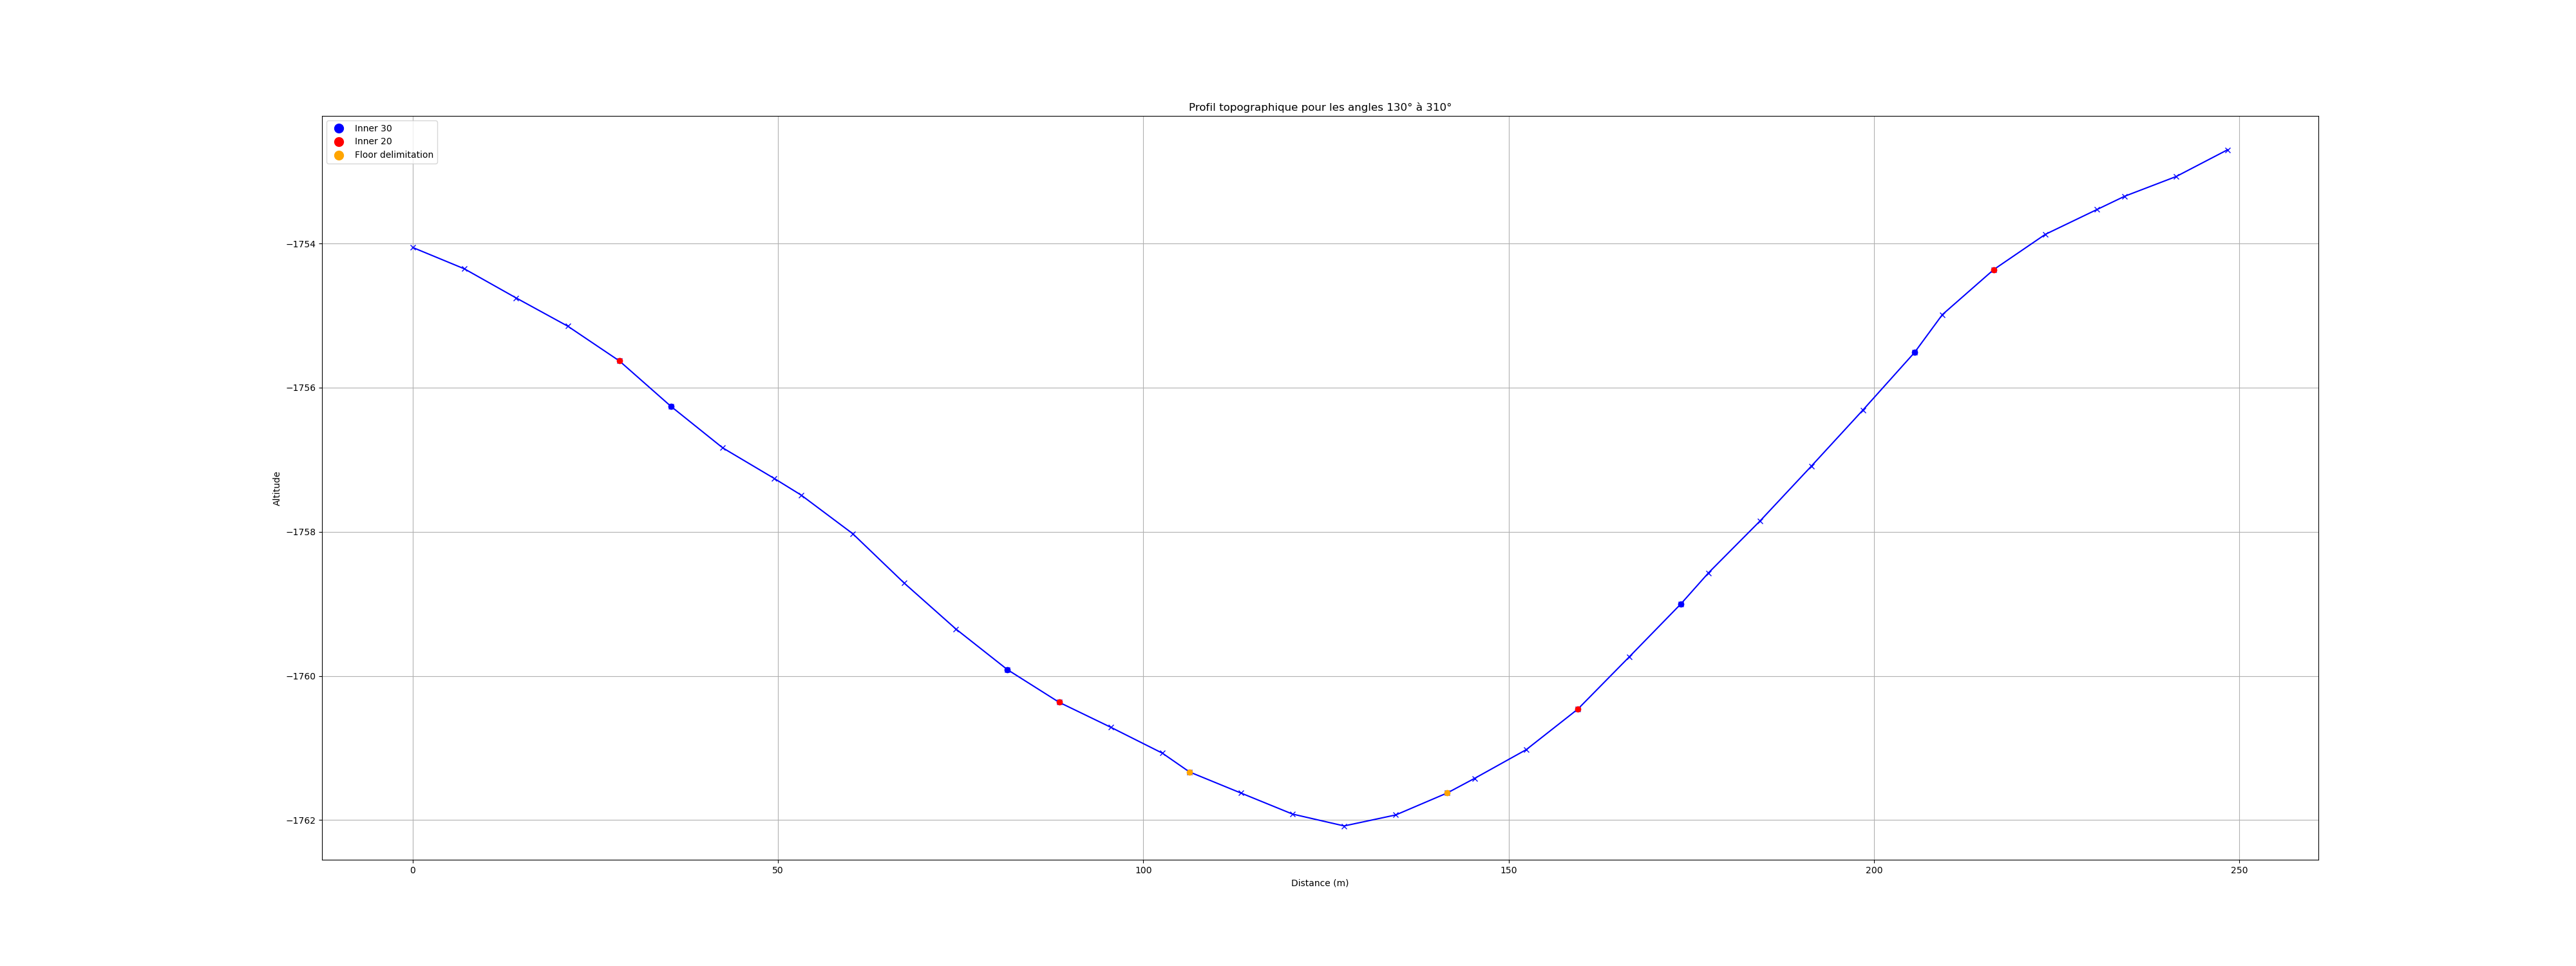 Profil topographique pour les angles 130° à 310°
Inner 30
Inner 20
Floor delimitation
Altitude
−1754
−1756
−1758
−1760
−1762
0 50 100 150 200 250
Distance (m)